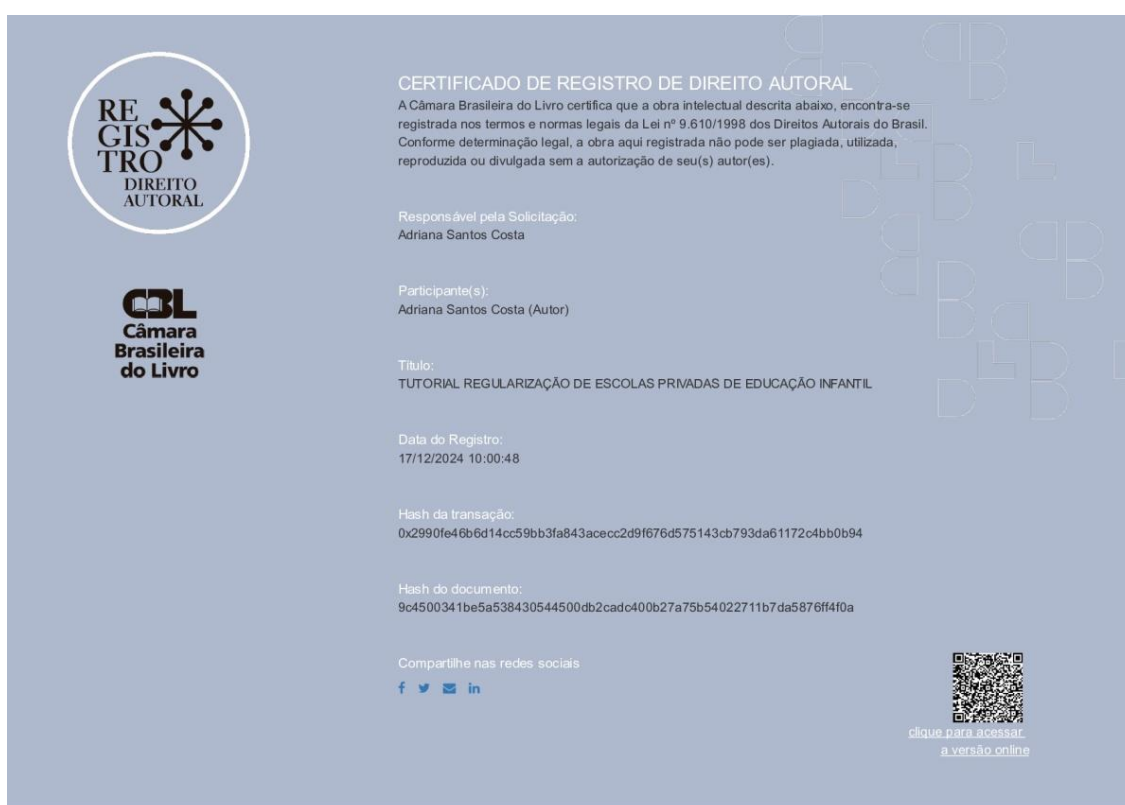 RE
GIS
TRO
DIREITO
AUTORAL
CBL
Câmara
Brasileira
do Livro
CERTIFICADO DE REGISTRO DE DIREITO AUTORAL
A Câmara Brasileira do Livro certifica que a obra intelectual descrita abaixo, encontra-se
registrada nos termos e normas legais da Lei nº 9.610/1998 dos Direitos Autorais do Brasil.
Conforme determinação legal, a obra aqui registrada não pode ser plagiada, utilizada,
reproduzida ou divulgada sem a autorização de seu(s) autor(es).
Responsável pela Solicitação:
Adriana Santos Costa
Participante(s):
Adriana Santos Costa (Autor)
Título:
TUTORIAL REGULARIZAÇÃO DE ESCOLAS PRIVADAS DE EDUCAÇÃO INFANTIL
Data do Registro:
17/12/2024 10:00:48
Hash da transação:
0x2990fe46b6d14cc59bb3fa843acecc2d9f676d575143cb793da61172c4bb0b94
Hash do documento:
9c4500341be5a538430544500db2cadc400b27a75b54022711b7da5876ff4f0a
Compartilhe nas redes sociais
clique para acessar
a versão online